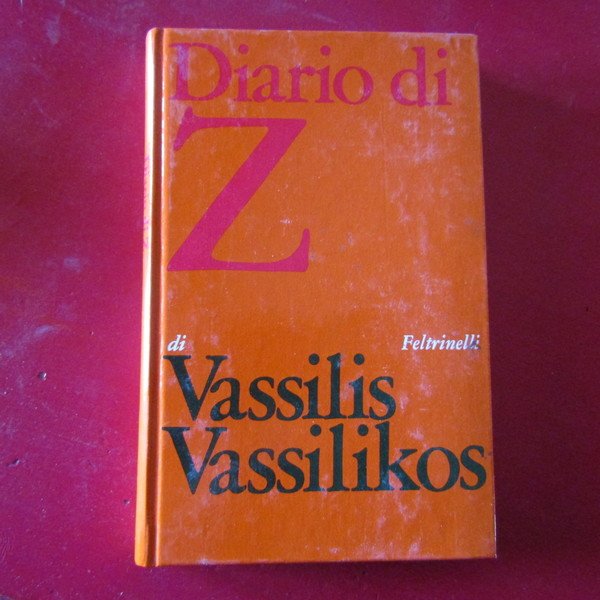 Diario di
Z
di Feltrinelli
Vassilis
Vassilikos